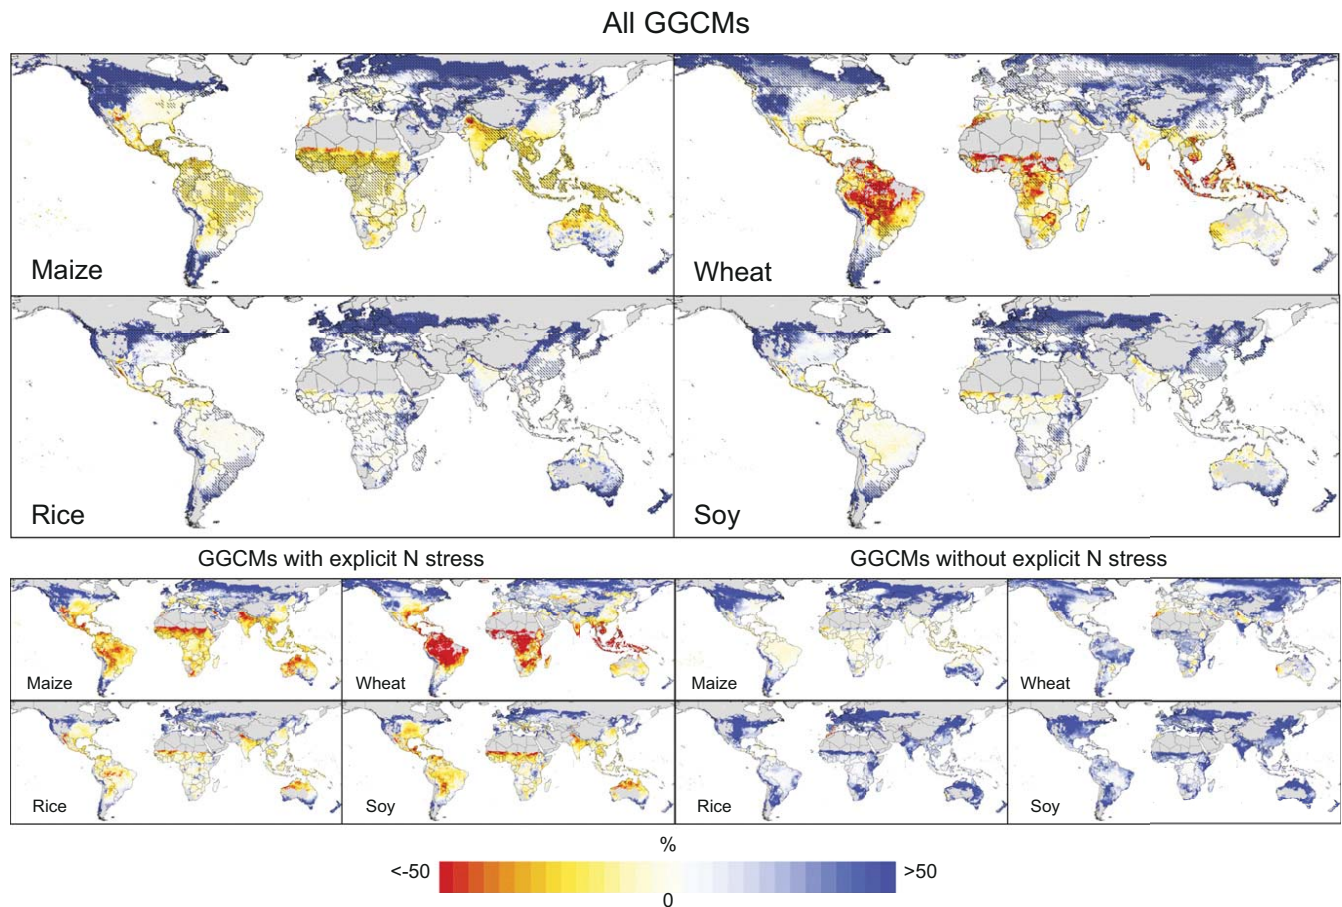 All GGCMs
Maize
Wheat
Rice
Soy
GGCMs with explicit N stress
GGCMs without explicit N stress
Maize
Wheat
Maize
Wheat
Rice
Soy
Rice
Soy
%
<-50
>50
0